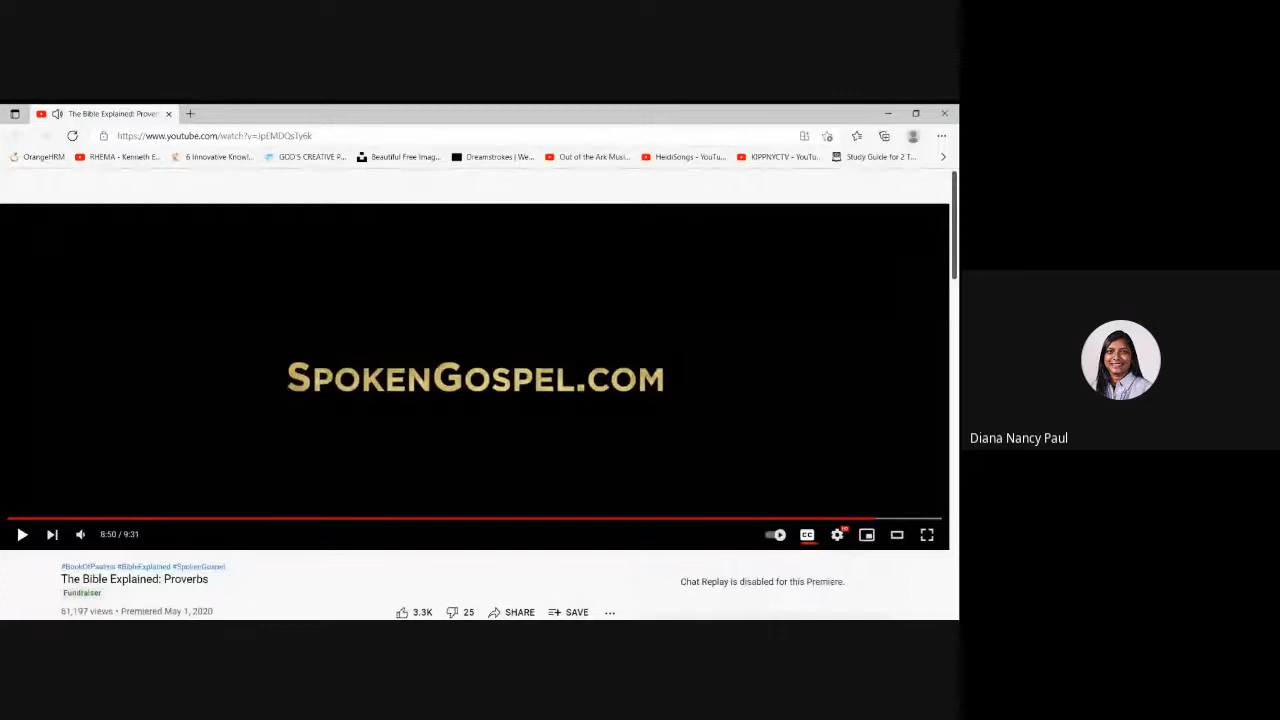 The Bible Explained: Prover
https://www.youtube.com/watch?v=JpEMDQsTy6k
OrangeHRM RHEMA - Kenneth E... 6 Innovative Knowl... GOD'S CREATIVE P... Beautiful Free Imag... Dreamstrokes | We... Out of the Ark Musi... HeidiSongs - YouTu... KIPPNYCTV - YouTu... Study Guide for 2 T...
SPOKENGOSPEL.COM
8:50 / 9:31
CC
HD
#BookOfPsalms #BibleExplained #SpokenGospel
The Bible Explained: Proverbs
Fundraiser
61,197 views • Premiered May 1, 2020
3.3K 25 SHARE SAVE ...
Chat Replay is disabled for this Premiere.
Diana Nancy Paul